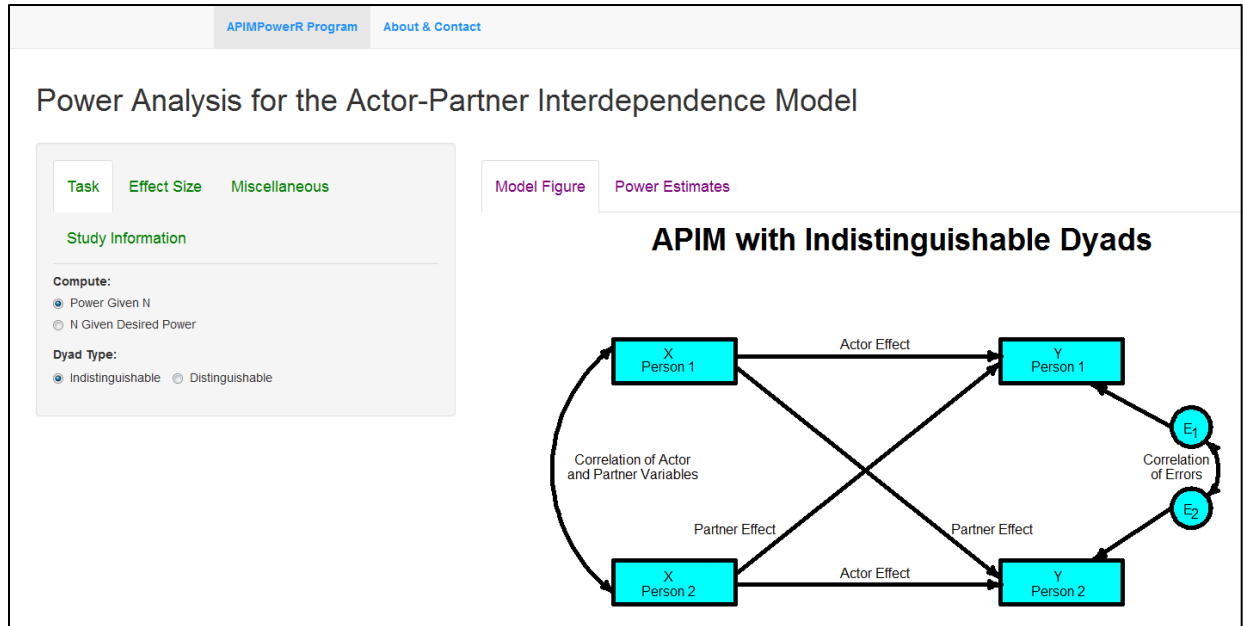 APIMPowerR Program About & Contact
Power Analysis for the Actor-Partner Interdependence Model
Task Effect Size Miscellaneous
Study Information
Compute:
Power Given N
N Given Desired Power
Dyad Type:
Indistinguishable Distinguishable
Model Figure Power Estimates
APIM with Indistinguishable Dyads
X
Person 1
Actor Effect
Y
Person 1
E1
Correlation of Actor
and Partner Variables
Correlation
of Errors
E2
Partner Effect Partner Effect
X
Person 2
Actor Effect
Y
Person 2